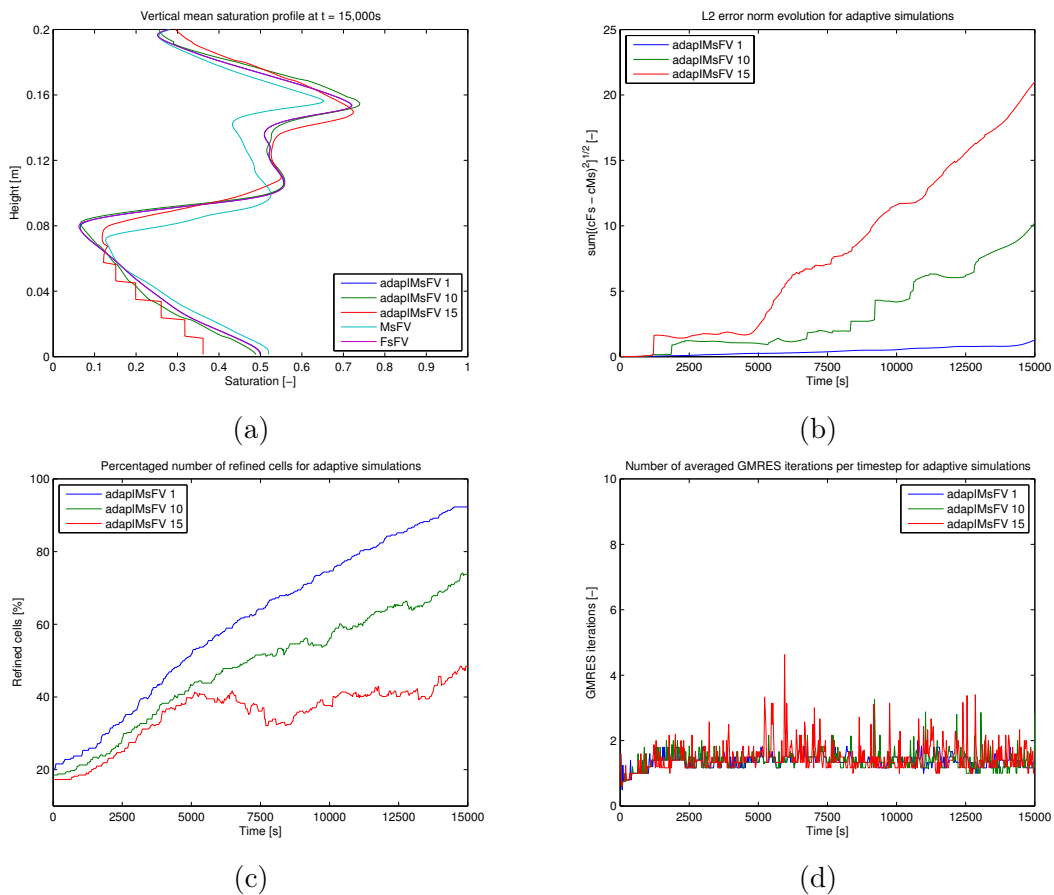 Vertical mean saturation profile at t = 15,000s
0.2
0.16
0.12
0.08
0.04
0
Height [m]
adapIMsFV 1
adapIMsFV 10
adapIMsFV 15
MsFV
FsFV
0 0.1 0.2 0.3 0.4 0.5 0.6 0.7 0.8 0.9 1
Saturation [−]
(a)
L2 error norm evolution for adaptive simulations
25
20
15
10
5
0
sum[(cFs − cMs)²]^1/2 [−]
adapIMsFV 1
adapIMsFV 10
adapIMsFV 15
0 2500 5000 7500 10000 12500 15000
Time [s]
(b)
Percentaged number of refined cells for adaptive simulations
100
80
60
40
20
Refined cells [%]
adapIMsFV 1
adapIMsFV 10
adapIMsFV 15
0 2500 5000 7500 10000 12500 15000
Time [s]
(c)
Number of averaged GMRES iterations per timestep for adaptive simulations
10
8
6
4
2
0
GMRES iterations [−]
adapIMsFV 1
adapIMsFV 10
adapIMsFV 15
0 2500 5000 7500 10000 12500 15000
Time [s]
(d)